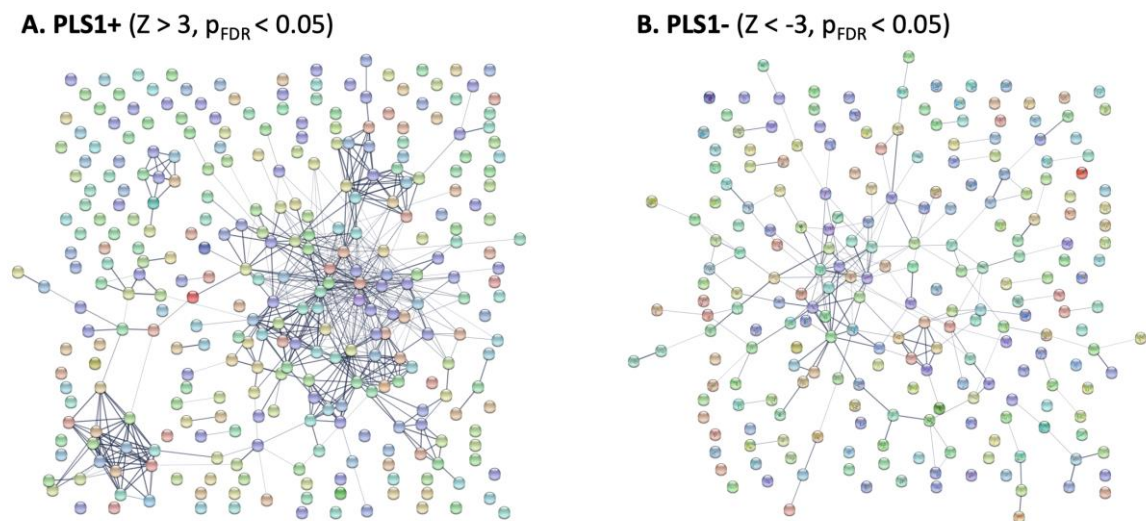 A. PLS1+ (Z > 3, pFDR < 0.05)
B. PLS1- (Z < -3, pFDR < 0.05)